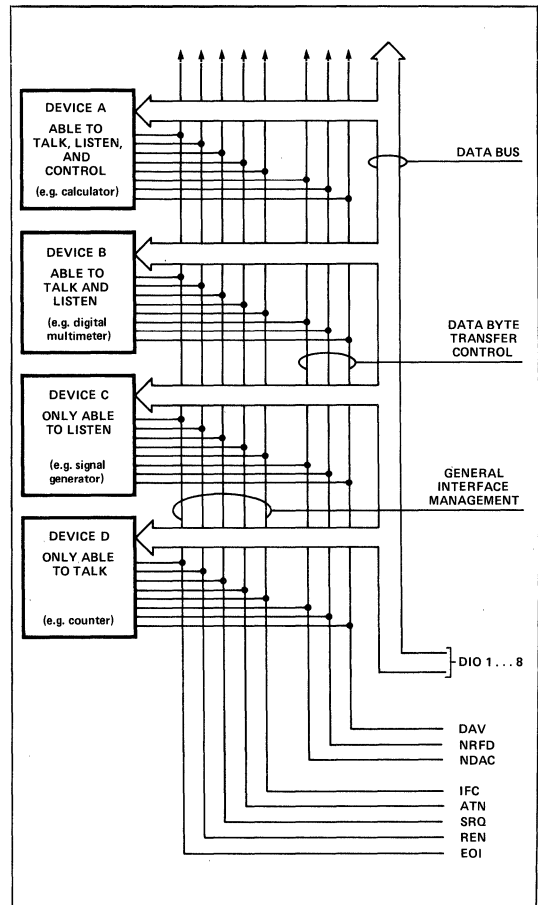 DEVICE A
ABLE TO
TALK, LISTEN,
AND
CONTROL
(e.g. calculator)
DATA BUS
DEVICE B
ABLE TO
TALK AND
LISTEN
(e.g. digital
multimeter)
DATA BYTE
TRANSFER
CONTROL
DEVICE C
ONLY ABLE
TO LISTEN
(e.g. signal
generator)
GENERAL
INTERFACE
MANAGEMENT
DEVICE D
ONLY ABLE
TO TALK
(e.g. counter)
DIO 1 . . . 8
DAV
NRFD
NDAC
IFC
ATN
SRQ
REN
EOI